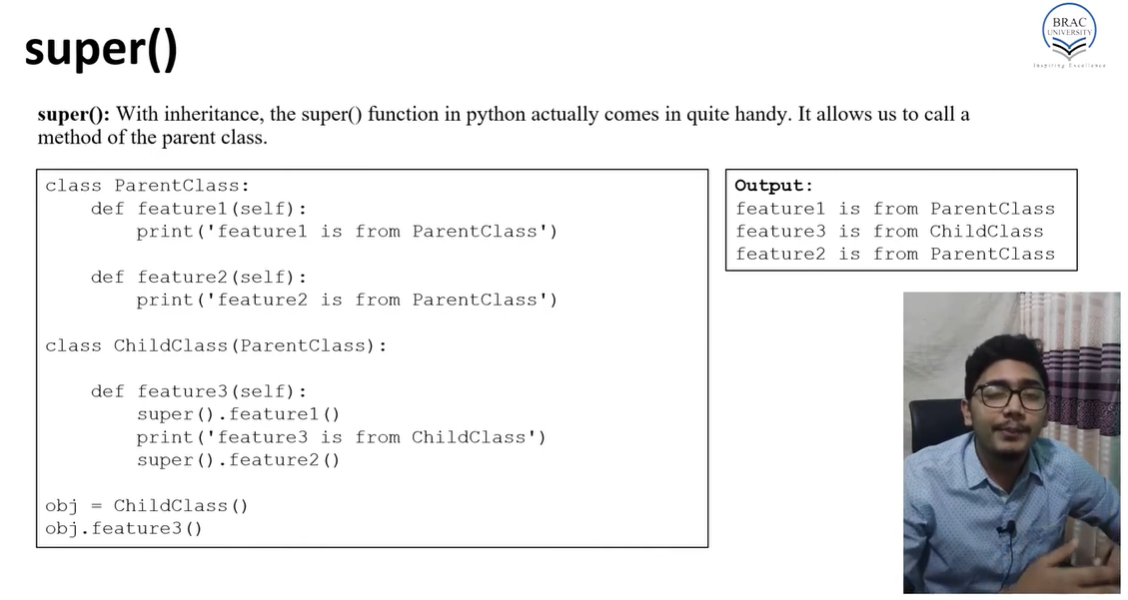 super()
BRAC
UNIVERSITY
Inspiring Excellence
super(): With inheritance, the super() function in python actually comes in quite handy. It allows us to call a
method of the parent class.
class ParentClass:
    def feature1(self):
        print('feature1 is from ParentClass')
    def feature2(self):
        print('feature2 is from ParentClass')
class ChildClass(ParentClass):
    def feature3(self):
        super().feature1()
        print('feature3 is from ChildClass')
        super().feature2()
obj = ChildClass()
obj.feature3()
Output:
feature1 is from ParentClass
feature3 is from ChildClass
feature2 is from ParentClass